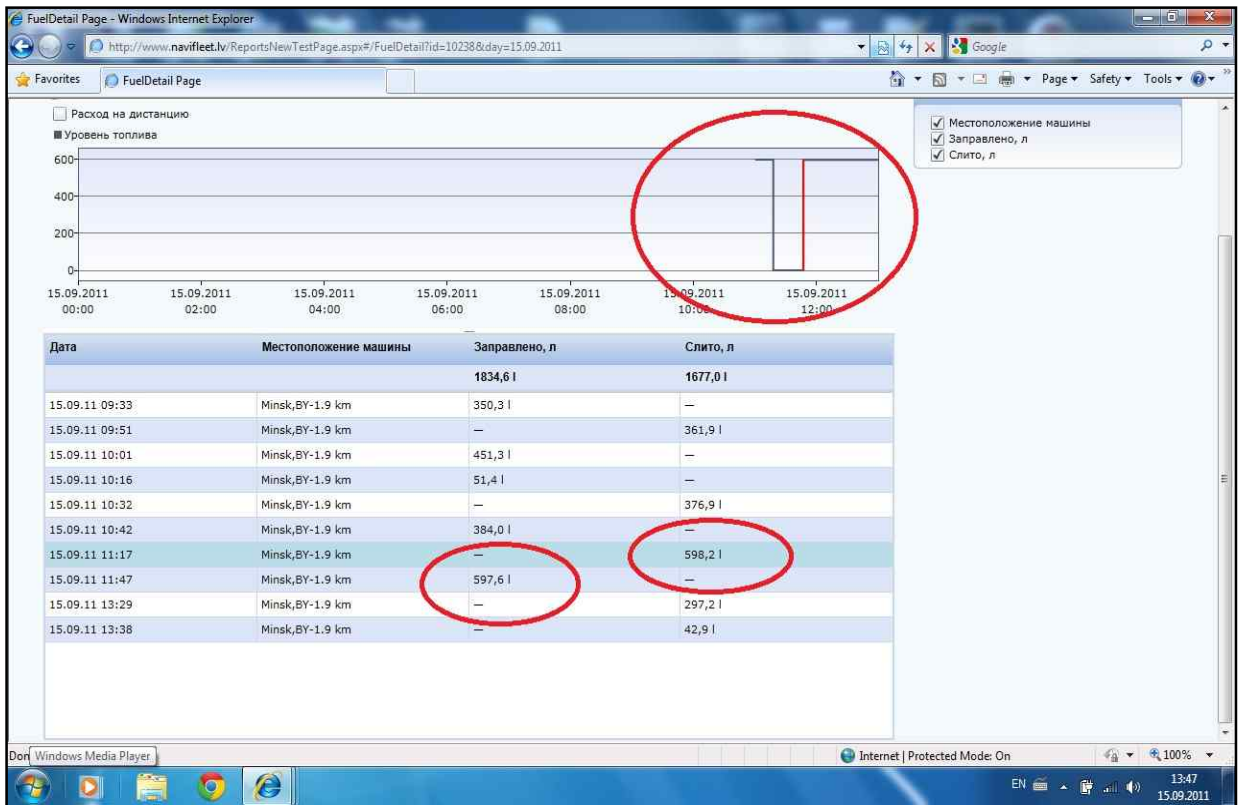 FuelDetail Page - Windows Internet Explorer
http://www.navifleet.lv/ReportsNewTestPage.aspx#/FuelDetail?id=10238&day=15.09.2011
Google
Favorites FuelDetail Page Page Safety Tools
Расход на дистанцию
Уровень топлива
600
400
200
0
15.09.2011 15.09.2011 15.09.2011 15.09.2011 15.09.2011 15.09.2011 15.09.2011
00:00 02:00 04:00 06:00 08:00 10:00 12:00
Местоположение машины
Заправлено, л
Слито, л
Дата Местоположение машины Заправлено, л Слито, л
1834,6 l 1677,0 l
15.09.11 09:33 Minsk,BY-1.9 km 350,3 l —
15.09.11 09:51 Minsk,BY-1.9 km — 361,9 l
15.09.11 10:01 Minsk,BY-1.9 km 451,3 l —
15.09.11 10:16 Minsk,BY-1.9 km 51,4 l —
15.09.11 10:32 Minsk,BY-1.9 km — 376,9 l
15.09.11 10:42 Minsk,BY-1.9 km 384,0 l —
15.09.11 11:17 Minsk,BY-1.9 km — 598,2 l
15.09.11 11:47 Minsk,BY-1.9 km 597,6 l —
15.09.11 13:29 Minsk,BY-1.9 km — 297,2 l
15.09.11 13:38 Minsk,BY-1.9 km — 42,9 l
Don Windows Media Player Internet | Protected Mode: On 100%
EN 13:47
15.09.2011